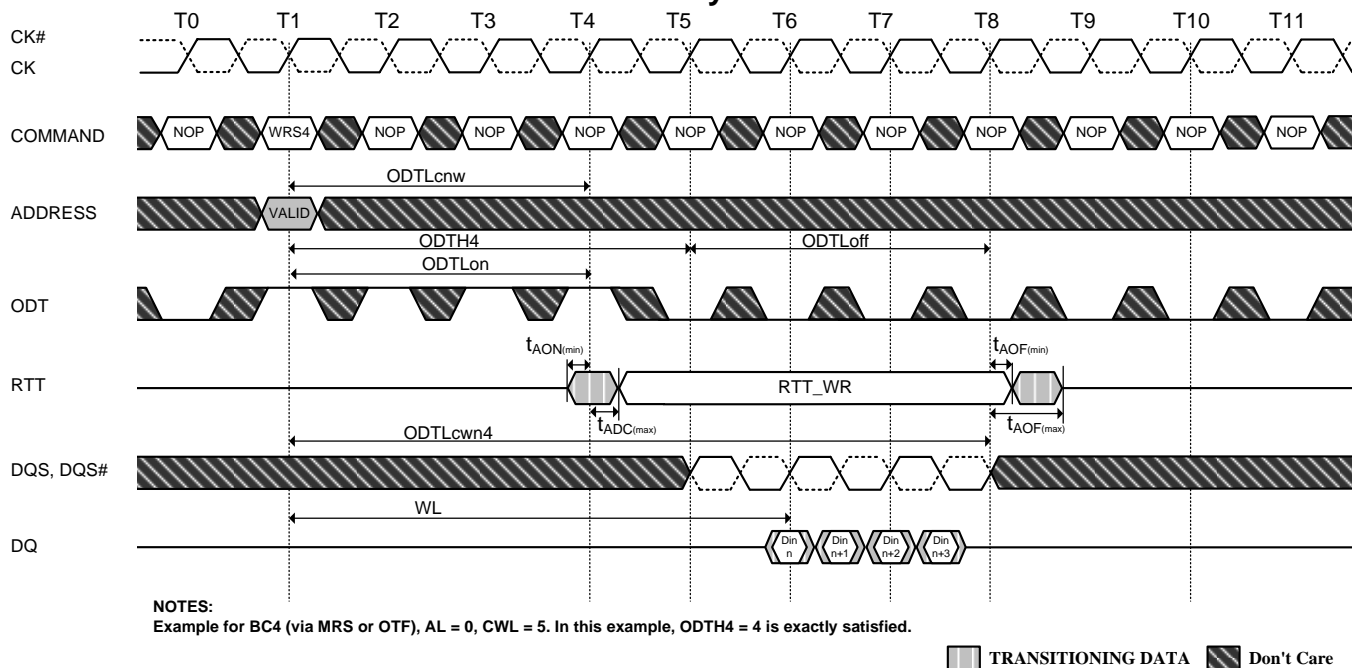 T0 T1 T2 T3 T4 T5 T6 T7 T8 T9 T10 T11
CK#
CK
COMMAND NOP WRS4 NOP NOP NOP NOP NOP NOP NOP NOP NOP NOP
ODTLcnw
ADDRESS VALID
ODTH4 ODTLoff
ODTLon
ODT
tAON(min) tAOF(min)
RTT RTT_WR
tADC(max) tAOF(max)
ODTLcwn4
DQS, DQS#
WL
DQ Din n Din n+1 Din n+2 Din n+3
NOTES:
Example for BC4 (via MRS or OTF), AL = 0, CWL = 5. In this example, ODTH4 = 4 is exactly satisfied.
TRANSITIONING DATA Don't Care